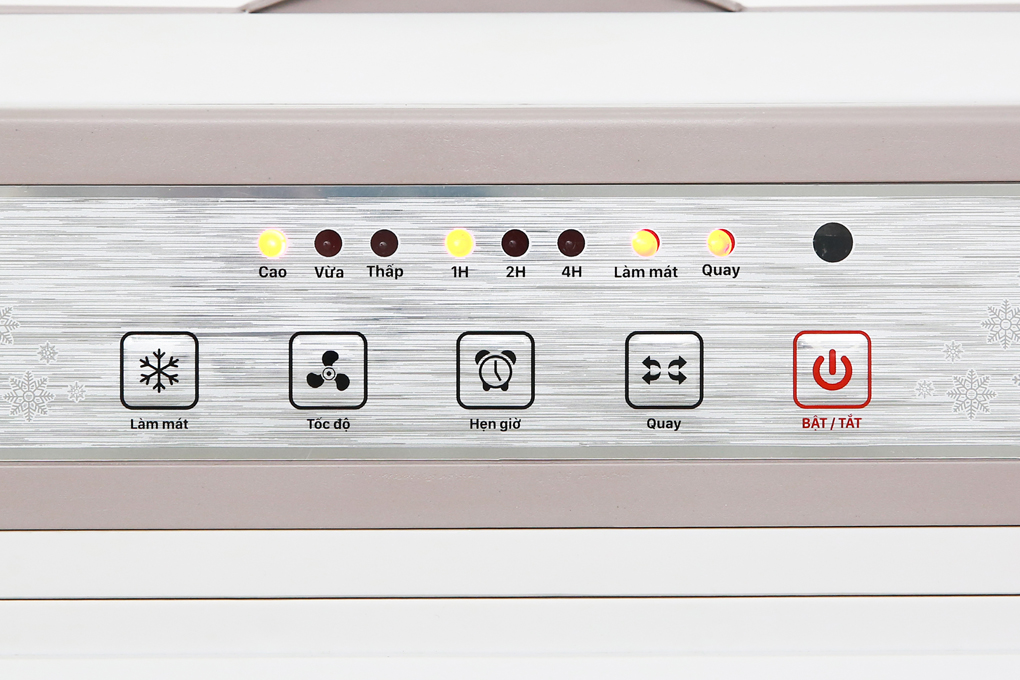 Cao Vừa Thấp 1H 2H 4H Làm mát Quay
Làm mát Tốc độ Hẹn giờ Quay BẬT / TẮT